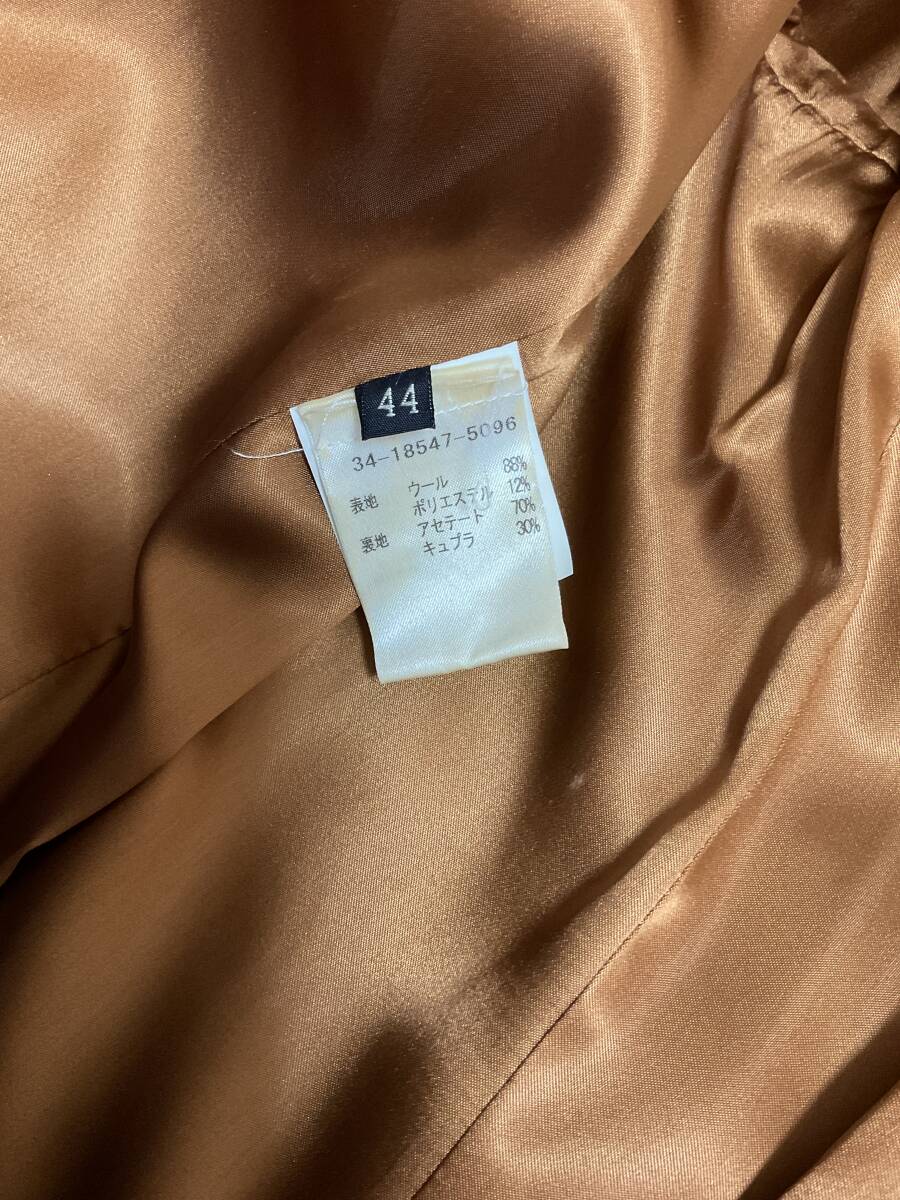 44
34-18547-5096
表地 ウール 88%
ポリエステル 12%
裏地 アセテート 70%
キュプラ 30%